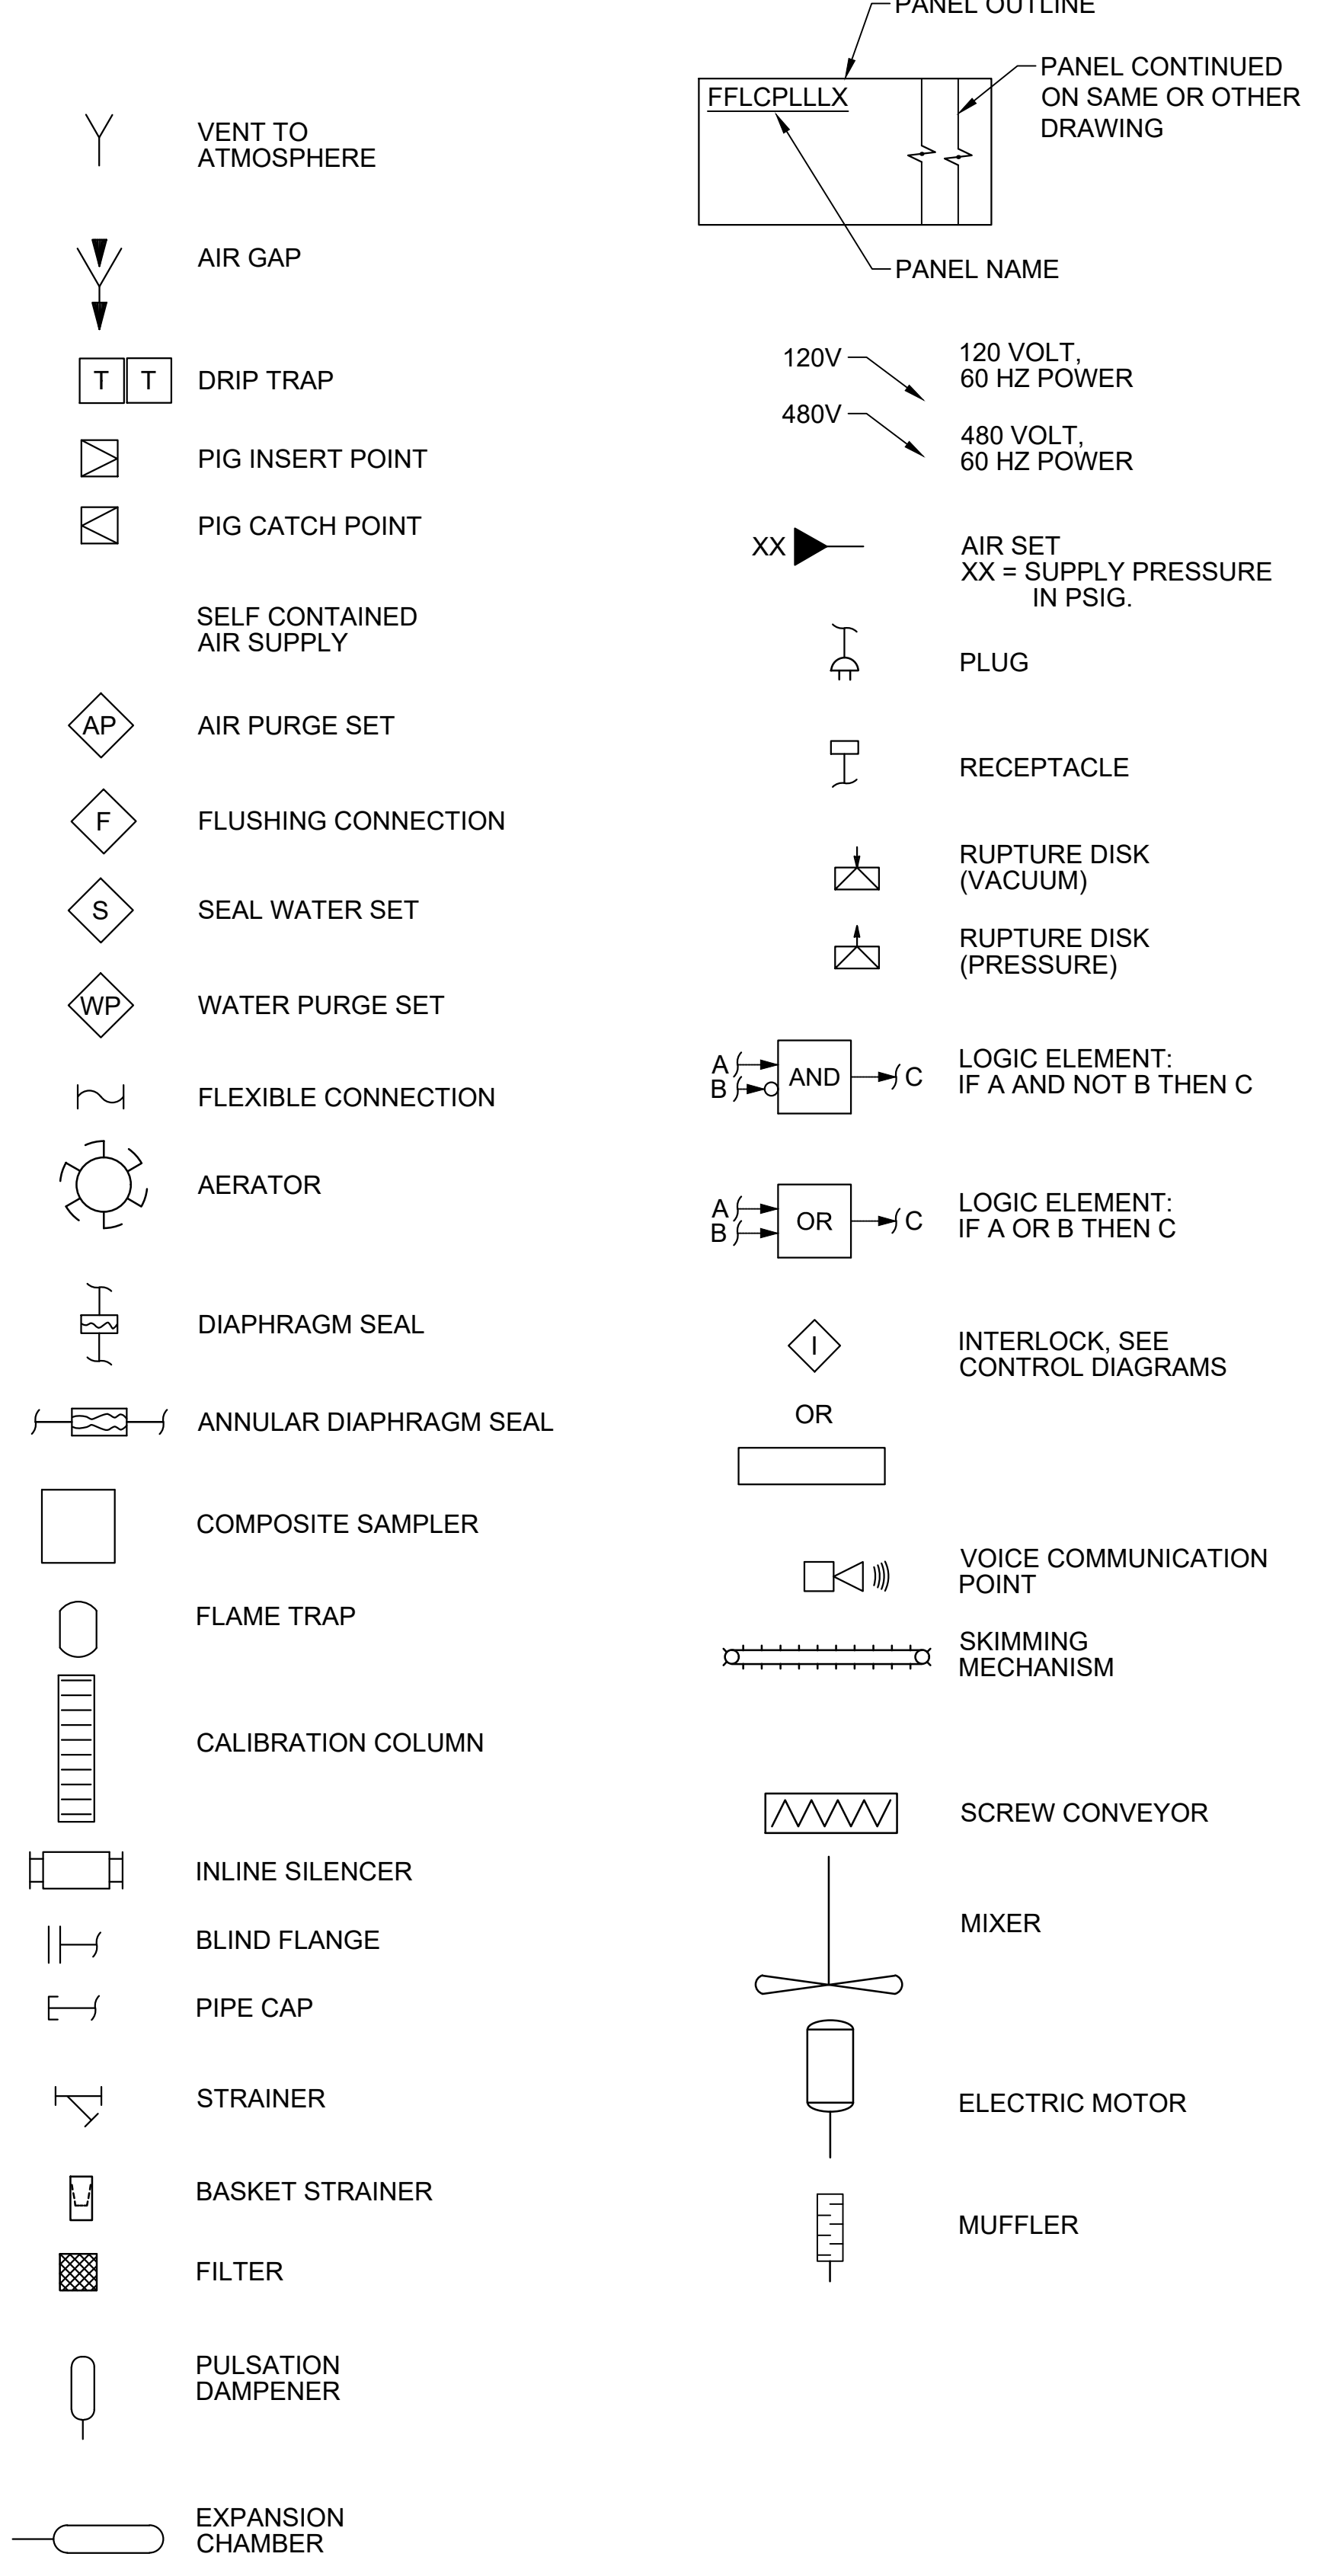 VENT TO
ATMOSPHERE
AIR GAP
T T DRIP TRAP
PIG INSERT POINT
PIG CATCH POINT
SELF CONTAINED
AIR SUPPLY
AP AIR PURGE SET
F FLUSHING CONNECTION
S SEAL WATER SET
WP WATER PURGE SET
FLEXIBLE CONNECTION
AERATOR
DIAPHRAGM SEAL
ANNULAR DIAPHRAGM SEAL
COMPOSITE SAMPLER
FLAME TRAP
CALIBRATION COLUMN
INLINE SILENCER
BLIND FLANGE
PIPE CAP
STRAINER
BASKET STRAINER
FILTER
PULSATION
DAMPENER
EXPANSION
CHAMBER
PANEL OUTLINE
PANEL CONTINUED
ON SAME OR OTHER
DRAWING
FFLCPLLLX
PANEL NAME
120V
120 VOLT,
60 HZ POWER
480V
480 VOLT,
60 HZ POWER
XX
AIR SET
XX = SUPPLY PRESSURE
IN PSIG.
PLUG
RECEPTACLE
RUPTURE DISK
(VACUUM)
RUPTURE DISK
(PRESSURE)
A
B
AND
C
LOGIC ELEMENT:
IF A AND NOT B THEN C
A
B
OR
C
LOGIC ELEMENT:
IF A OR B THEN C
I
INTERLOCK, SEE
CONTROL DIAGRAMS
OR
VOICE COMMUNICATION
POINT
SKIMMING
MECHANISM
SCREW CONVEYOR
MIXER
ELECTRIC MOTOR
MUFFLER